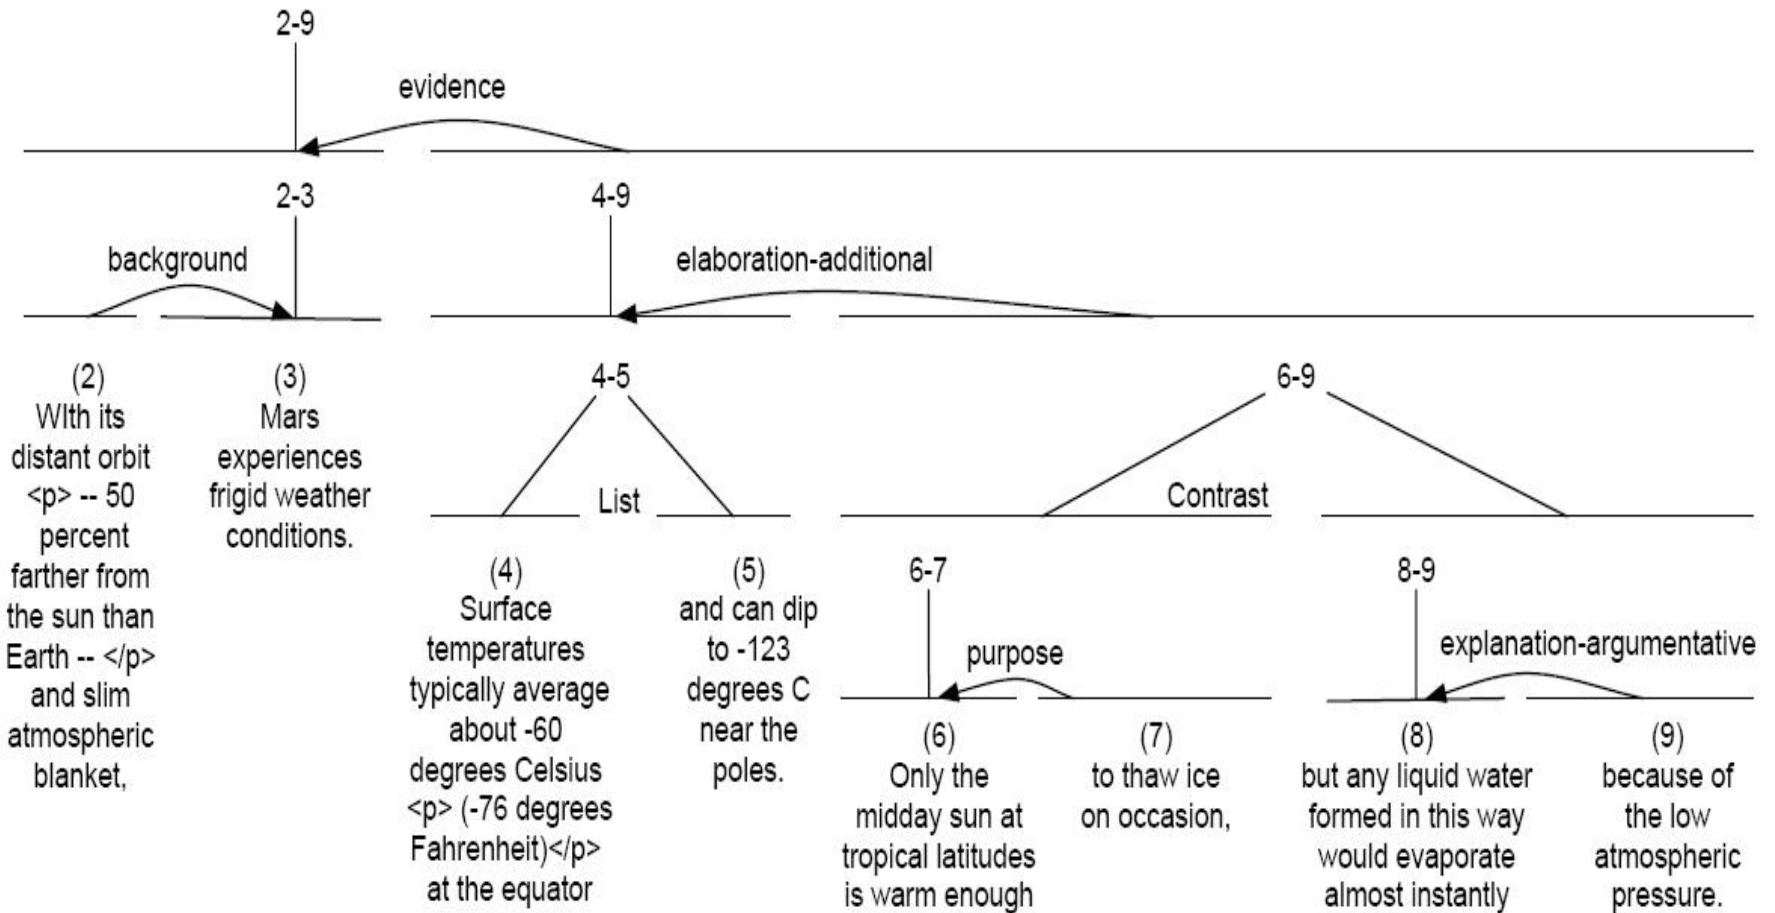 2-9
evidence
2-3
4-9
background
elaboration-additional
(2)
WIth its
distant orbit
<p> -- 50
percent
farther from
the sun than
Earth -- </p>
and slim
atmospheric
blanket,
(3)
Mars
experiences
frigid weather
conditions.
4-5
6-9
List
Contrast
(4)
Surface
temperatures
typically average
about -60
degrees Celsius
<p> (-76 degrees
Fahrenheit)</p>
at the equator
(5)
and can dip
to -123
degrees C
near the
poles.
6-7
8-9
purpose
explanation-argumentative
(6)
Only the
midday sun at
tropical latitudes
is warm enough
(7)
to thaw ice
on occasion,
(8)
but any liquid water
formed in this way
would evaporate
almost instantly
(9)
because of
the low
atmospheric
pressure.